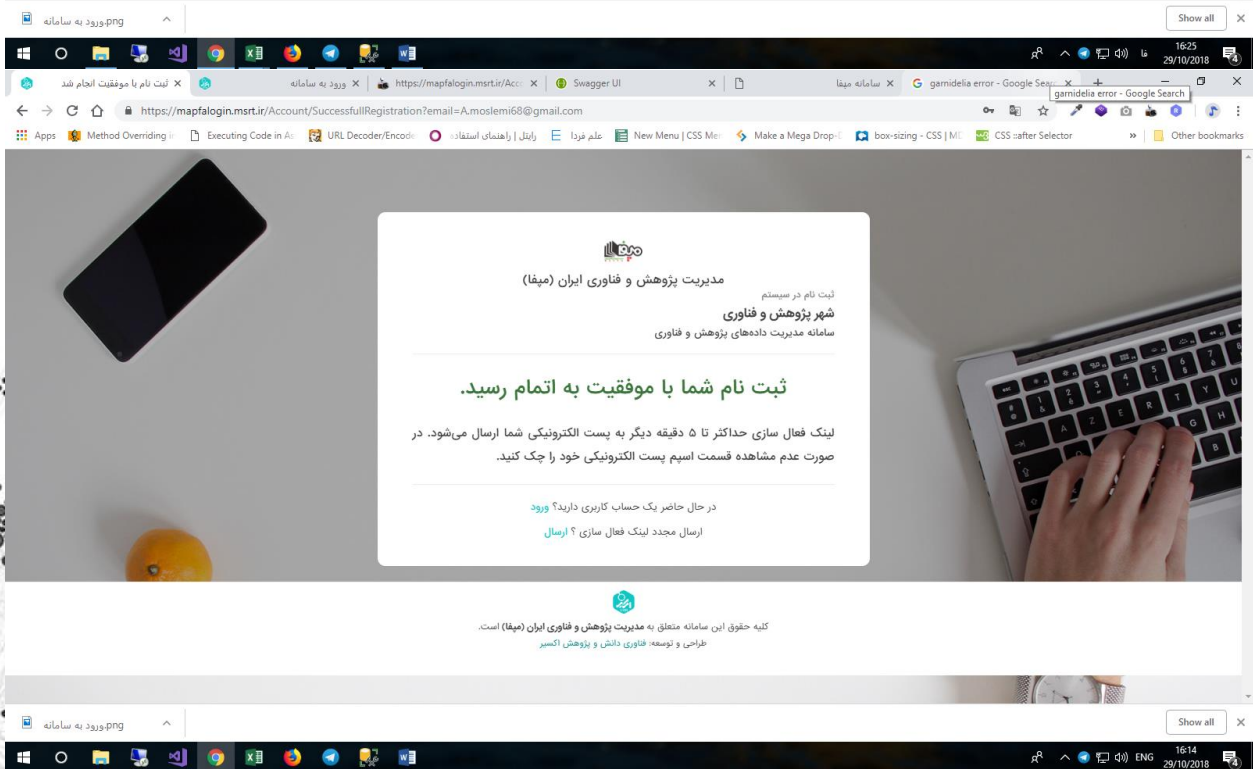 ورود به سامانه.png
Show all
فا
16:25
29/10/2018
4
ثبت نام با موفقیت انجام شد
ورود به سامانه
https://mapfalogin.msrt.ir/Acc
Swagger UI
سامانه میفا
garnidelia error - Google Sear
garnidelia error - Google Search
https://mapfalogin.msrt.ir/Account/SuccessfullRegistration?email=A.moslemi68@gmail.com
Apps
Method Overriding in
Executing Code in As
URL Decoder/Encode
رایتل | راهنمای استفاده
علم فردا
New Menu | CSS Men
Make a Mega Drop-D
box-sizing - CSS | MD
CSS ::after Selector
»
Other bookmarks
مدیریت پژوهش و فناوری ایران (میفا)
ثبت نام در سیستم
شهر پژوهش و فناوری
سامانه مدیریت داده‌های پژوهش و فناوری
ثبت نام شما با موفقیت به اتمام رسید.
لینک فعال سازی حداکثر تا ۵ دقیقه دیگر به پست الکترونیکی شما ارسال می‌شود. در
صورت عدم مشاهده قسمت اسپم پست الکترونیکی خود را چک کنید.
در حال حاضر یک حساب کاربری دارید؟ ورود
ارسال مجدد لینک فعال سازی ؟ ارسال
کلیه حقوق این سامانه متعلق به مدیریت پژوهش و فناوری ایران (میفا) است.
طراحی و توسعه: فناوری دانش و پژوهش اکسیر
ورود به سامانه.png
Show all
ENG
16:14
29/10/2018
4